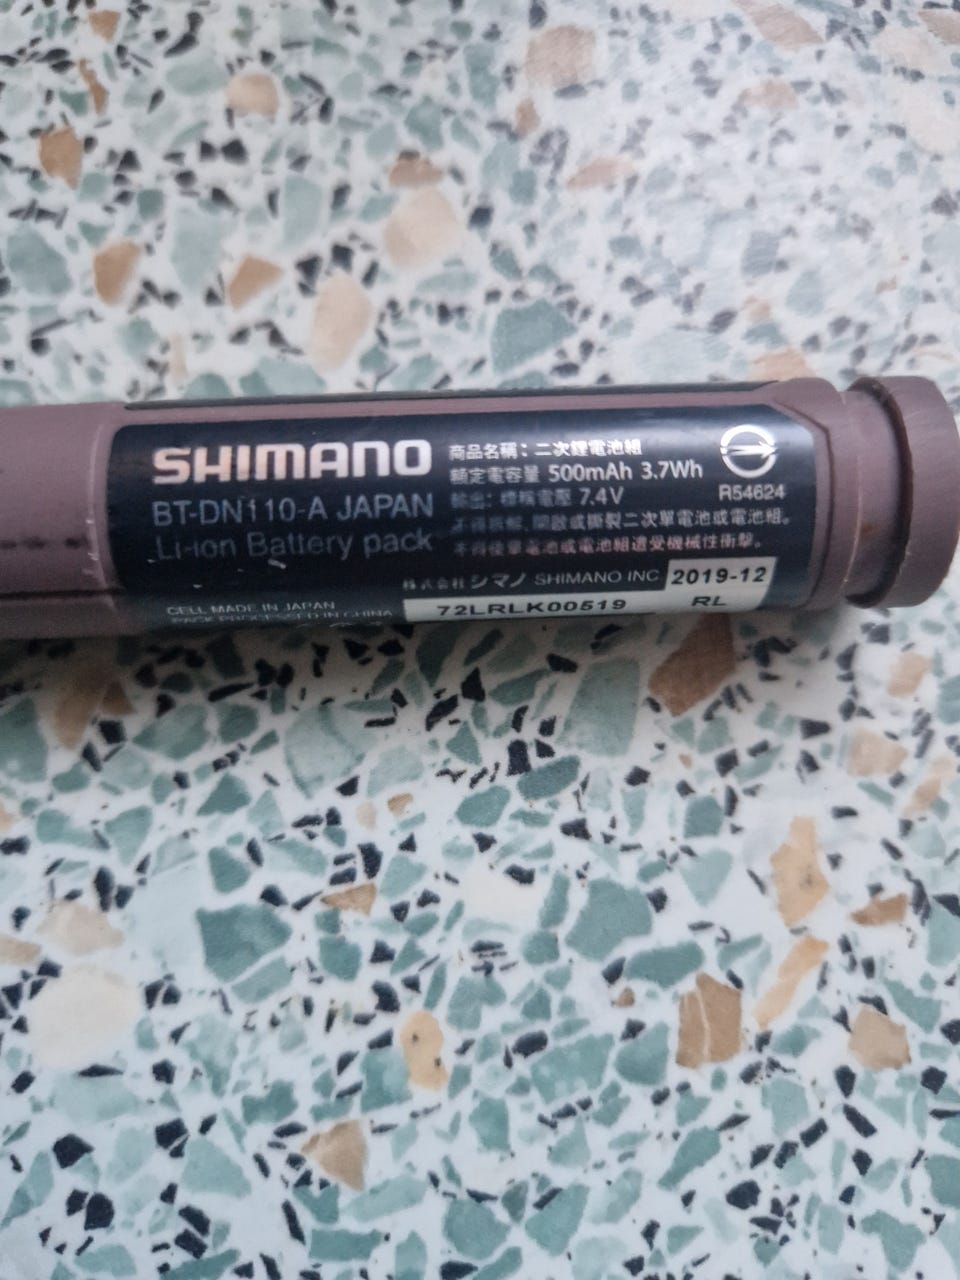 SHIMANO
BT-DN110-A JAPAN
Li-ion Battery pack
CELL MADE IN JAPAN
PACK PROCESSED IN CHINA
商品名稱：二次鋰電池組
額定電容量 500mAh 3.7Wh
輸出：標稱電壓 7.4V
不得拆解、開啟或撕裂二次單電池或電池組。
不得使單電池或電池組遭受機械性衝擊。
R54624
株式会社 シマノ SHIMANO INC.
2019-12
72LRLK00519
RL